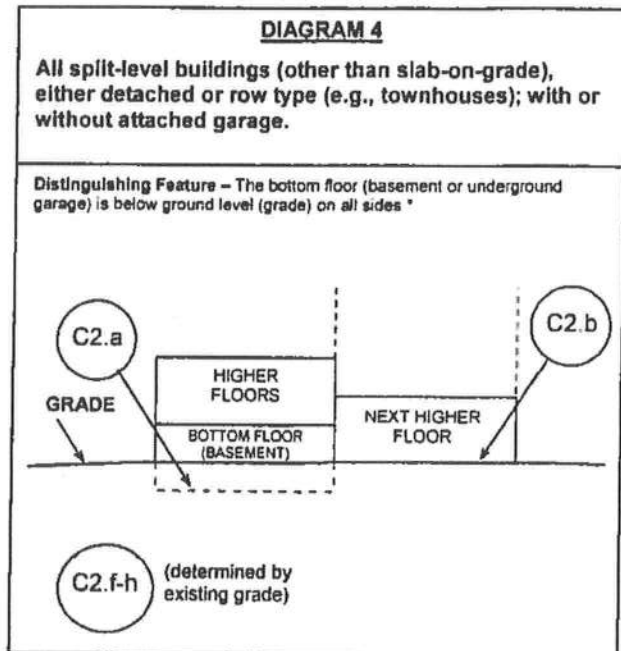 DIAGRAM 4
All split-level buildings (other than slab-on-grade),
either detached or row type (e.g., townhouses); with or
without attached garage.
Distinguishing Feature – The bottom floor (basement or underground
garage) is below ground level (grade) on all sides *
C2.a
C2.b
HIGHER
FLOORS
GRADE
NEXT HIGHER
FLOOR
BOTTOM FLOOR
(BASEMENT)
C2.f-h
(determined by
existing grade)